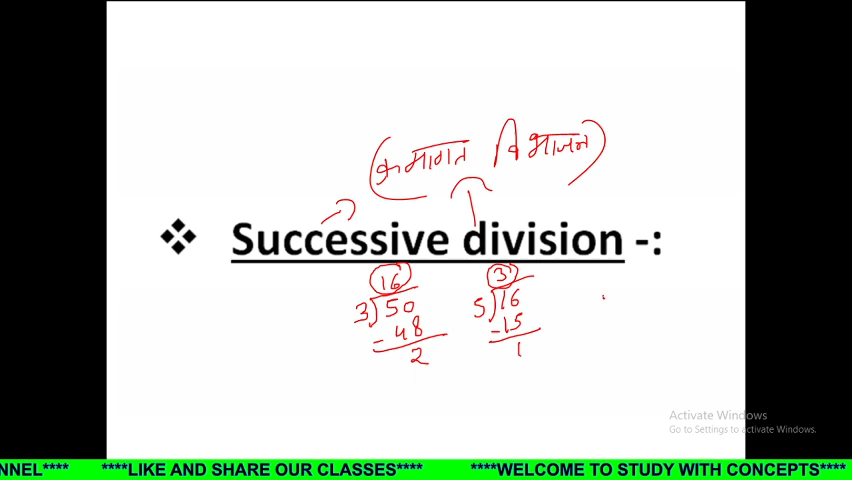 (क्रमागत विभाजन)
❖ Successive division -:
16
3)50
-48
2
3
5)16
-15
1
Activate Windows
Go to Settings to activate Windows.
NNEL**** ****LIKE AND SHARE OUR CLASSES**** ****WELCOME TO STUDY WITH CONCEPTS****